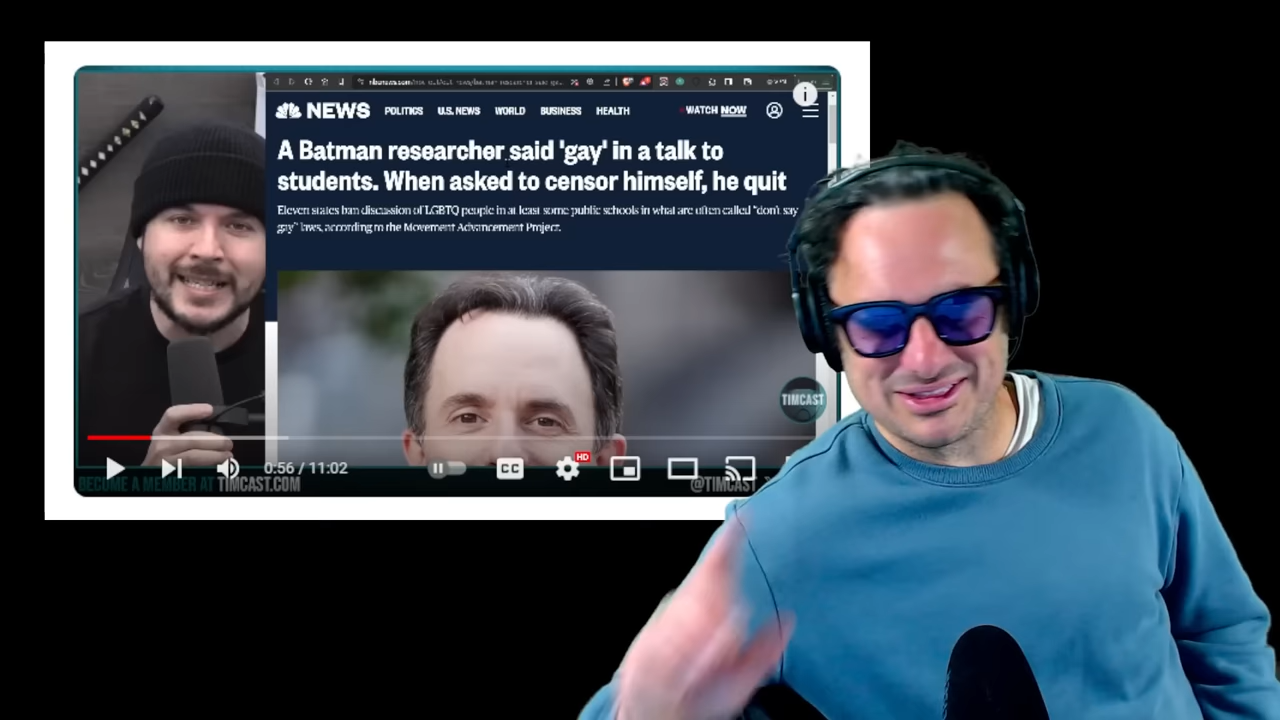 NEWS
POLITICS
U.S. NEWS
WORLD
BUSINESS
HEALTH
WATCH NOW
A Batman researcher said 'gay' in a talk to
students. When asked to censor himself, he quit
Eleven states ban discussion of LGBTQ people in at least some public schools in what are often called "don't say
gay" laws, according to the Movement Advancement Project.
TIMCAST
0:56 / 11:02
CC
HD
BECOME A MEMBER AT TIMCAST.COM
@TIMCAST